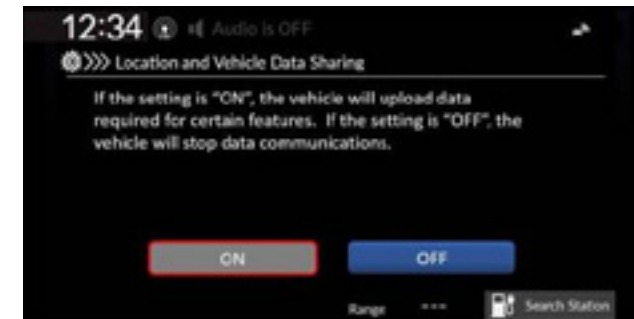 12:34 Audio is OFF
Location and Vehicle Data Sharing
If the setting is "ON", the vehicle will upload data
required for certain features. If the setting is "OFF", the
vehicle will stop data communications.
ON OFF
Range --- Search Station